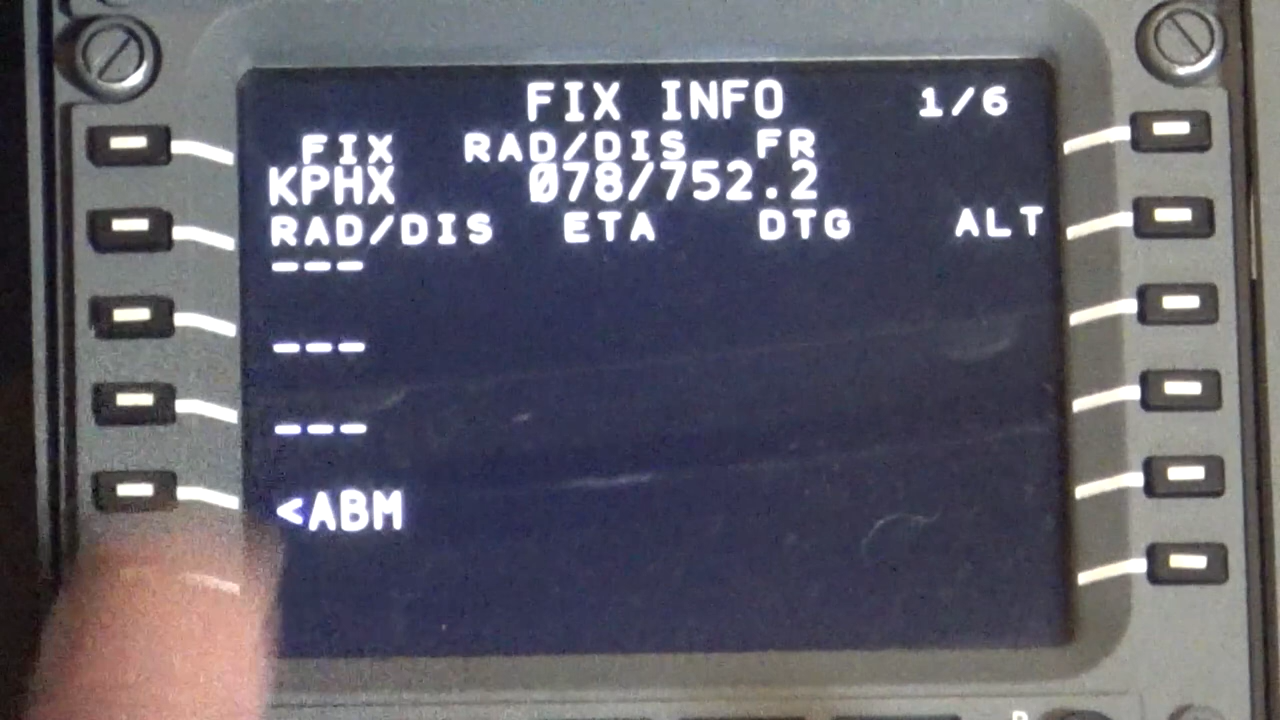 FIX INFO 1/6
FIX RAD/DIS FR
KPHX 078/752.2
RAD/DIS ETA DTG ALT
---
---
---
<ABM